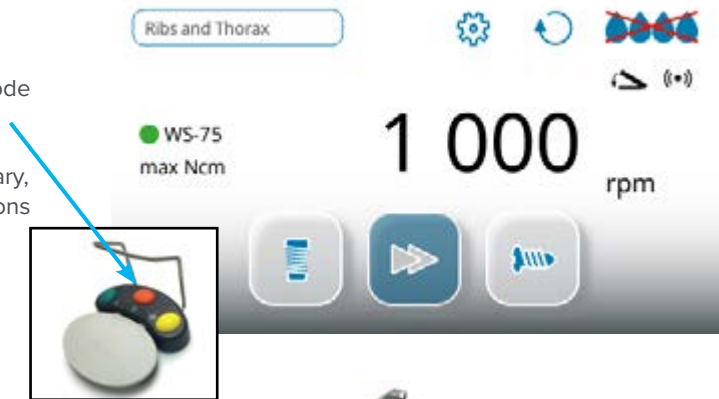 Ribs and Thorax
ode
WS-75
1 000
max Ncm
rpm
ary,
ons